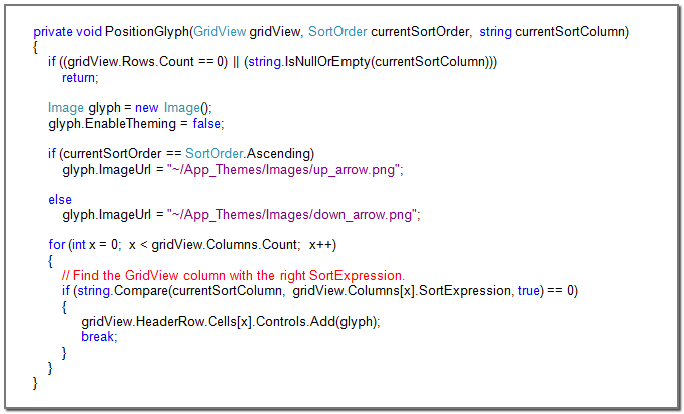 private void PositionGlyph(GridView gridView, SortOrder currentSortOrder, string currentSortColumn)
{
if ((gridView.Rows.Count == 0) || (string.IsNullOrEmpty(currentSortColumn)))
return;
Image glyph = new Image();
glyph.EnableTheming = false;
if (currentSortOrder == SortOrder.Ascending)
glyph.ImageUrl = "~/App_Themes/Images/up_arrow.png";
else
glyph.ImageUrl = "~/App_Themes/Images/down_arrow.png";
for (int x = 0; x < gridView.Columns.Count; x++)
{
// Find the GridView column with the right SortExpression.
if (string.Compare(currentSortColumn, gridView.Columns[x].SortExpression, true) == 0)
{
gridView.HeaderRow.Cells[x].Controls.Add(glyph);
break;
}
}
}